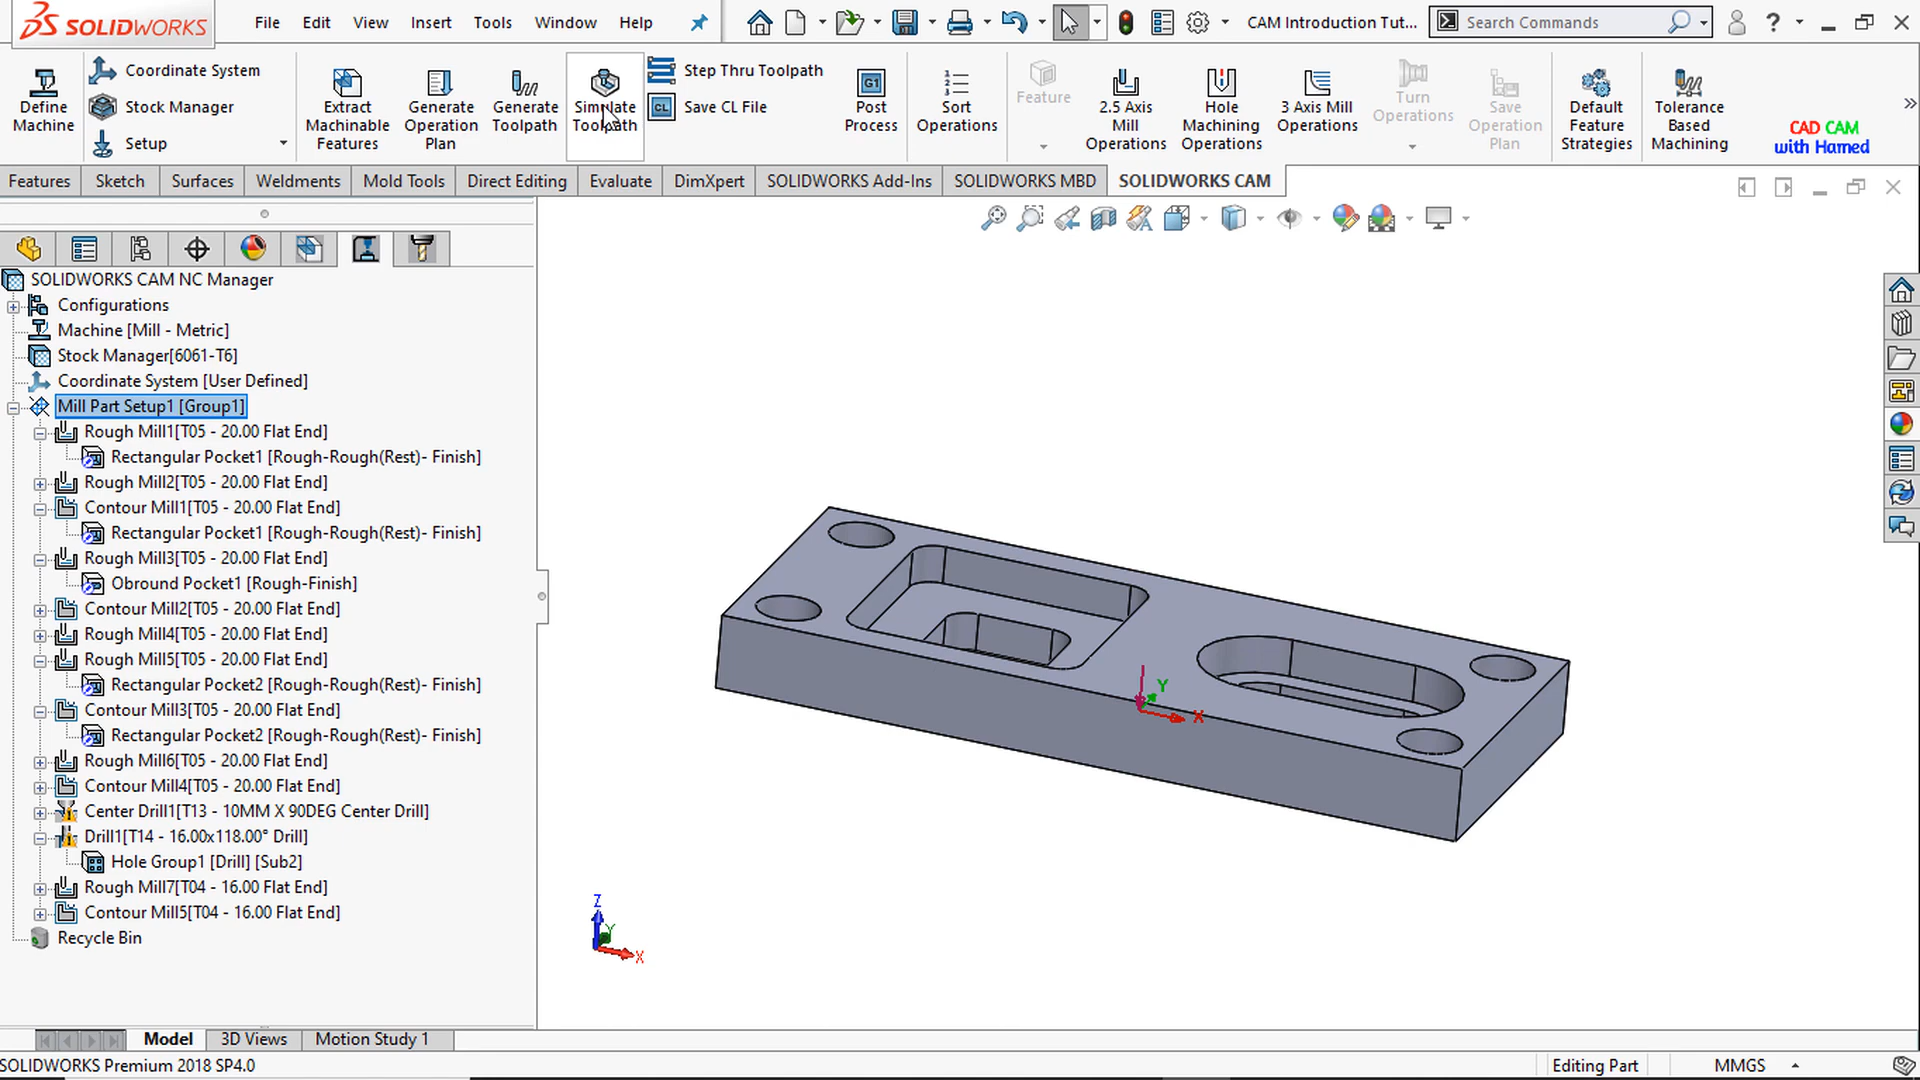 SOLIDWORKS
File Edit View Insert Tools Window Help
CAM Introduction Tut...
Search Commands
?
Define Machine
Coordinate System
Stock Manager
Setup
Extract Machinable Features
Generate Operation Plan
Generate Toolpath
Simulate Toolpath
Step Thru Toolpath
CL Save CL File
G1 Post Process
Sort Operations
Feature
2.5 Axis Mill Operations
Hole Machining Operations
3 Axis Mill Operations
Turn Operations
Save Operation Plan
Default Feature Strategies
Tolerance Based Machining
CAD CAM
with Hamed
Features Sketch Surfaces Weldments Mold Tools Direct Editing Evaluate DimXpert SOLIDWORKS Add-Ins SOLIDWORKS MBD SOLIDWORKS CAM
SOLIDWORKS CAM NC Manager
Configurations
Machine [Mill - Metric]
Stock Manager[6061-T6]
Coordinate System [User Defined]
Mill Part Setup1 [Group1]
Rough Mill1[T05 - 20.00 Flat End]
Rectangular Pocket1 [Rough-Rough(Rest)- Finish]
Rough Mill2[T05 - 20.00 Flat End]
Contour Mill1[T05 - 20.00 Flat End]
Rectangular Pocket1 [Rough-Rough(Rest)- Finish]
Rough Mill3[T05 - 20.00 Flat End]
Obround Pocket1 [Rough-Finish]
Contour Mill2[T05 - 20.00 Flat End]
Rough Mill4[T05 - 20.00 Flat End]
Rough Mill5[T05 - 20.00 Flat End]
Rectangular Pocket2 [Rough-Rough(Rest)- Finish]
Contour Mill3[T05 - 20.00 Flat End]
Rectangular Pocket2 [Rough-Rough(Rest)- Finish]
Rough Mill6[T05 - 20.00 Flat End]
Contour Mill4[T05 - 20.00 Flat End]
Center Drill1[T13 - 10MM X 90DEG Center Drill]
Drill1[T14 - 16.00x118.00° Drill]
Hole Group1 [Drill] [Sub2]
Rough Mill7[T04 - 16.00 Flat End]
Contour Mill5[T04 - 16.00 Flat End]
Recycle Bin
Y
X
Z
Y
X
Model 3D Views Motion Study 1
SOLIDWORKS Premium 2018 SP4.0
Editing Part
MMGS